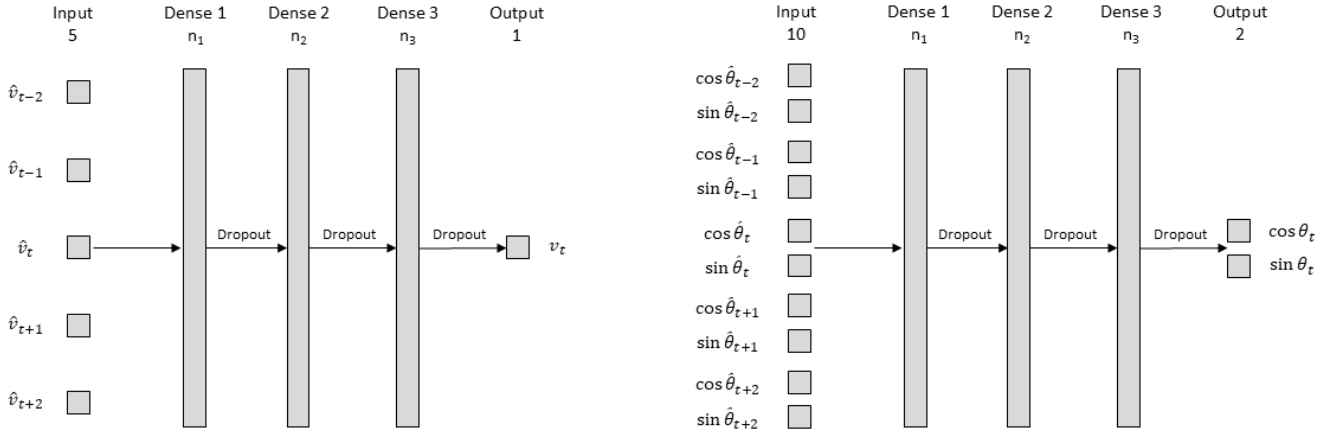 Input Dense 1 Dense 2 Dense 3 Output
5 n₁ n₂ n₃ 1
v̂ₜ₋₂
v̂ₜ₋₁
v̂ₜ Dropout Dropout Dropout vₜ
v̂ₜ₊₁
v̂ₜ₊₂
Input Dense 1 Dense 2 Dense 3 Output
10 n₁ n₂ n₃ 2
cos θ̂ₜ₋₂
sin θ̂ₜ₋₂
cos θ̂ₜ₋₁
sin θ̂ₜ₋₁
cos θ́ₜ Dropout Dropout Dropout cos θₜ
sin θ́ₜ sin θₜ
cos θ̂ₜ₊₁
sin θ̂ₜ₊₁
cos θ̂ₜ₊₂
sin θ̂ₜ₊₂